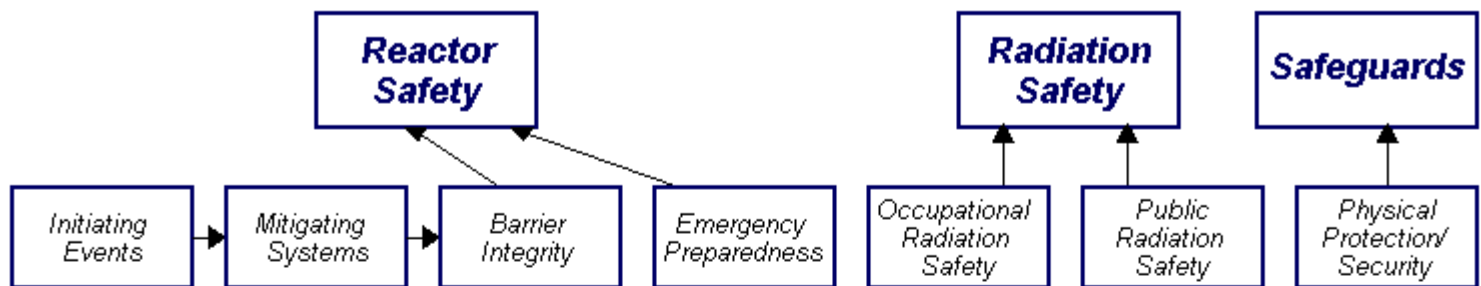 Reactor
Safety
Radiation
Safety
Safeguards
Initiating
Events
Mitigating
Systems
Barrier
Integrity
Emergency
Preparedness
Occupational
Radiation
Safety
Public
Radiation
Safety
Physical
Protection/
Security